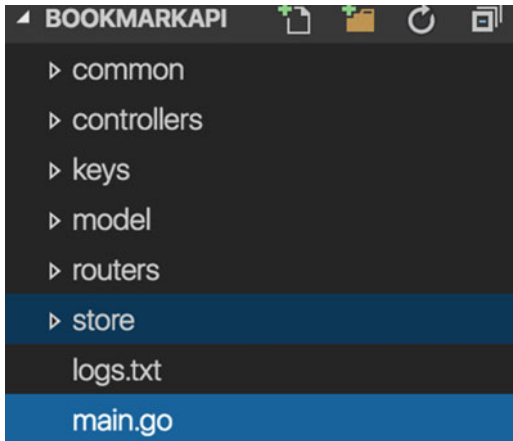 BOOKMARKAPI
common
controllers
keys
model
routers
store
logs.txt
main.go